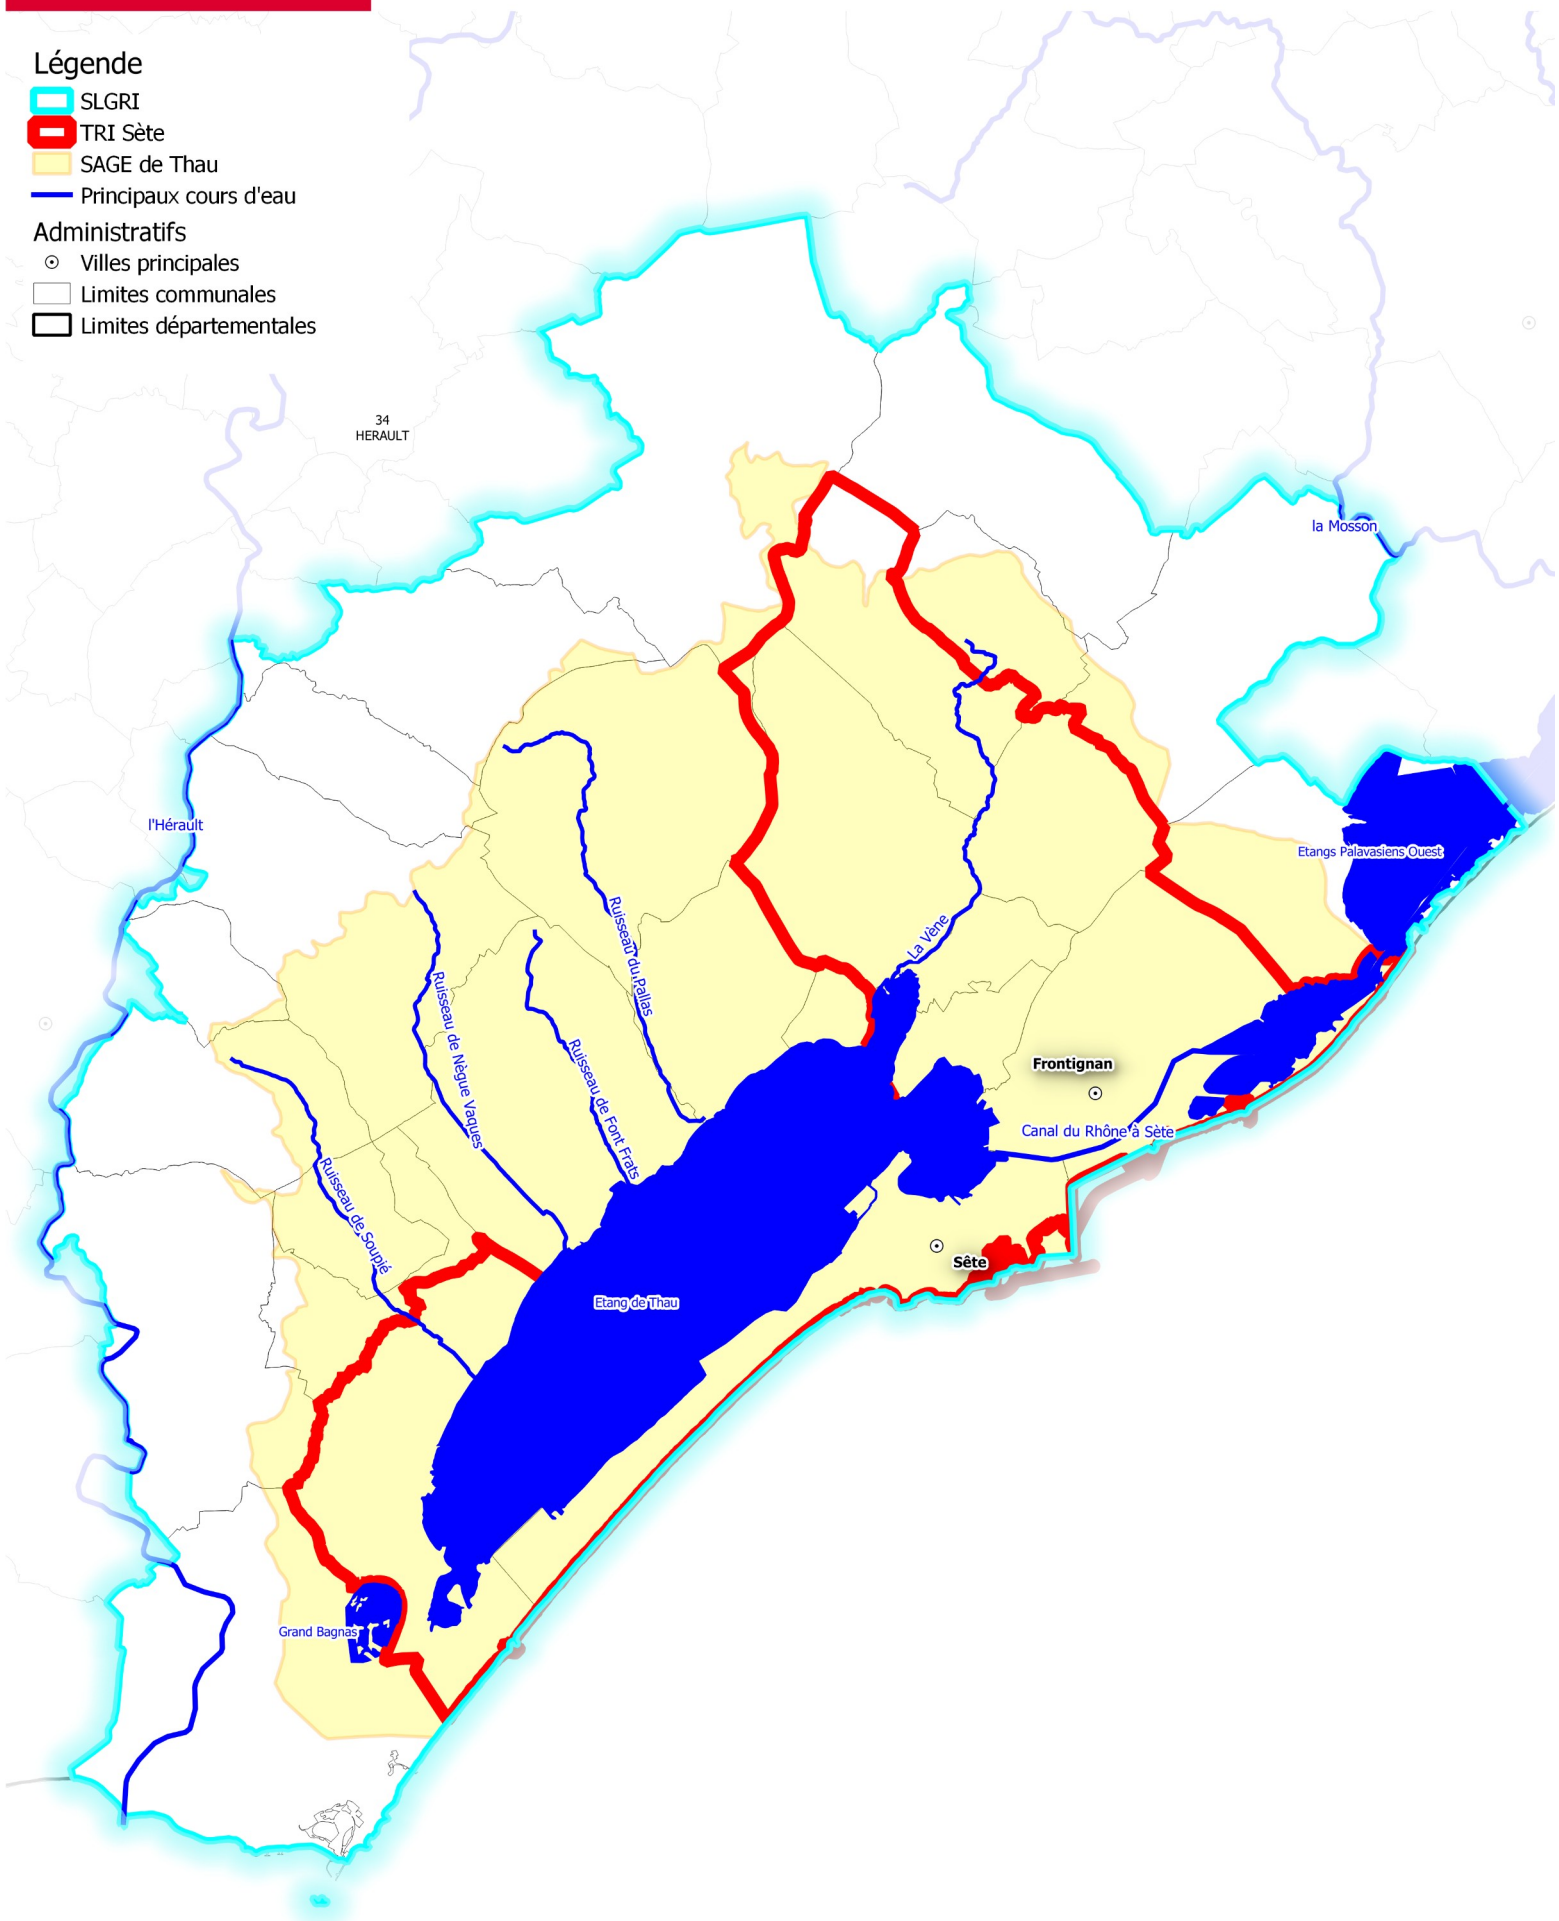 Légende
SLGRI
TRI Sète
SAGE de Thau
Principaux cours d'eau
Administratifs
Villes principales
Limites communales
Limites départementales
34
HERAULT
la Mosson
l'Hérault
Etangs Palavasiens Ouest
Ruisseau du Pallas
La Vène
Ruisseau de Nègue Vaques
Ruisseau de Font Frats
Frontignan
Canal du Rhône à Sète
Ruisseau de Soupié
Sête
Etang de Thau
Grand Bagnas